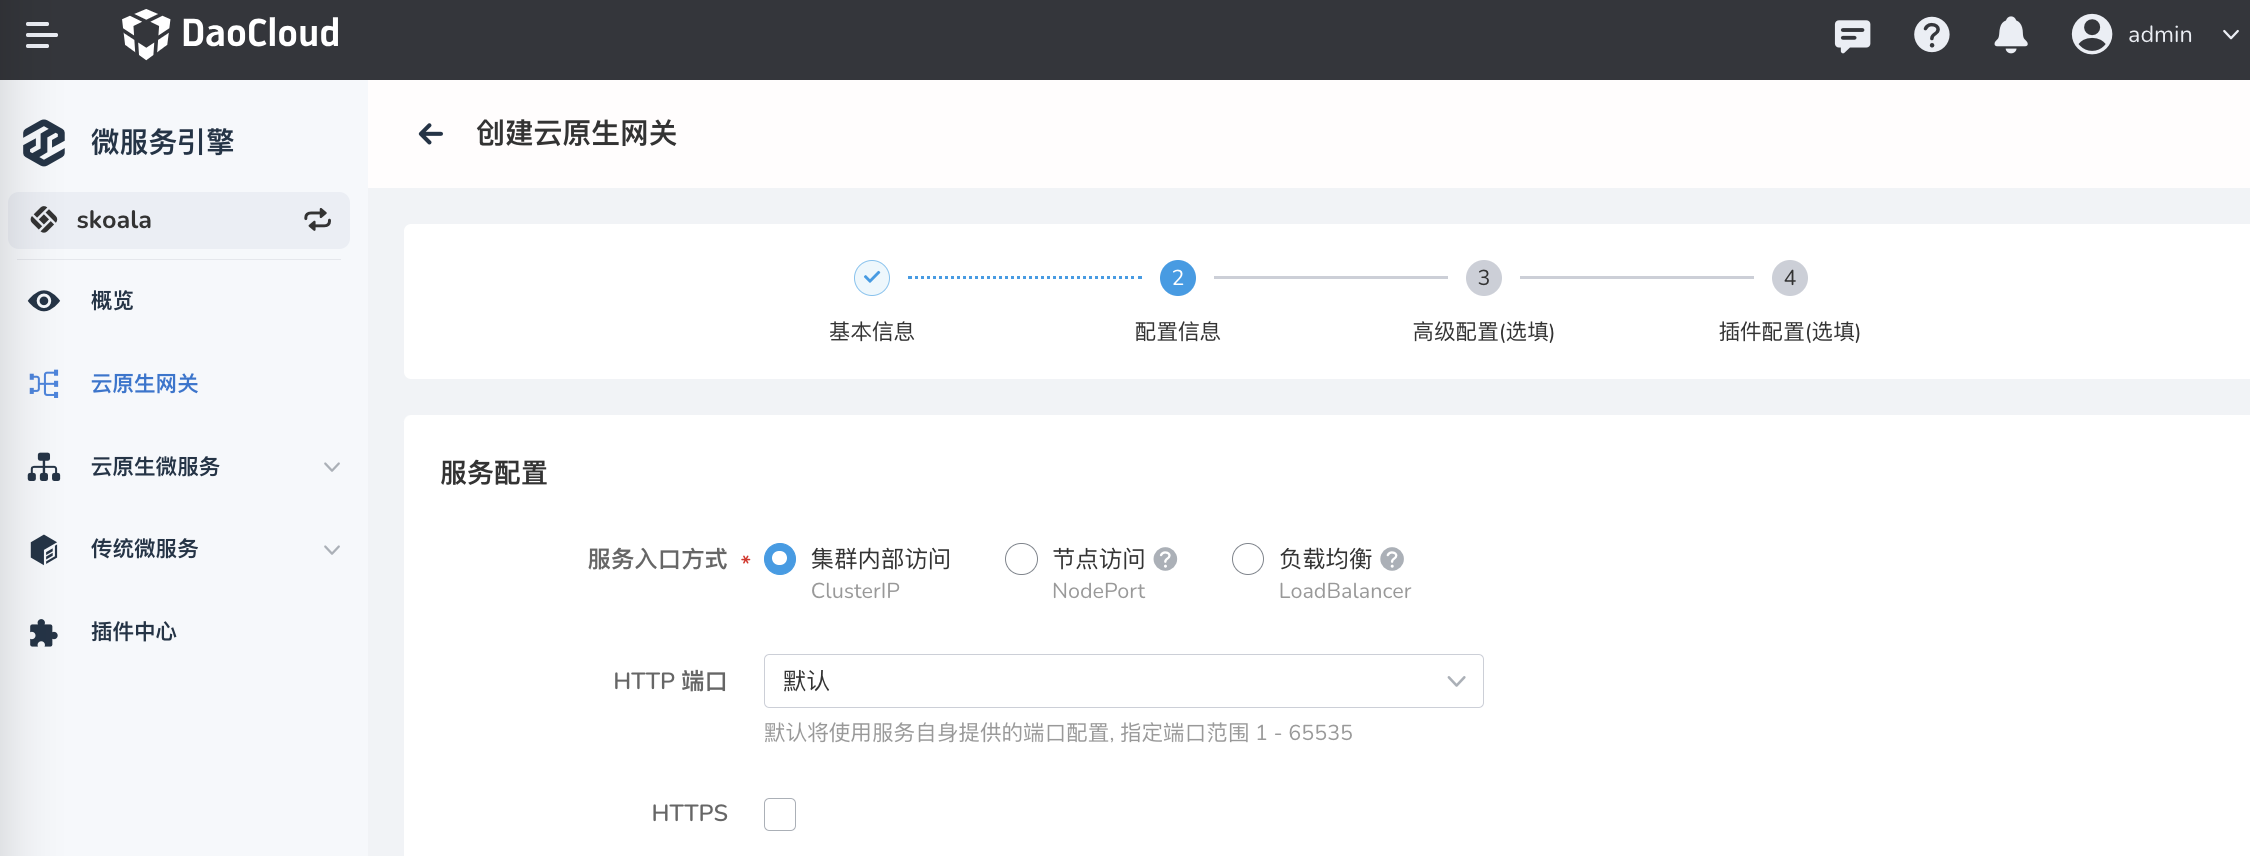 DaoCloud
admin
微服务引擎
skoala
概览
云原生网关
云原生微服务
传统微服务
插件中心
创建云原生网关
2
3
4
基本信息
配置信息
高级配置(选填)
插件配置(选填)
服务配置
服务入口方式 *
集群内部访问
ClusterIP
节点访问
NodePort
负载均衡
LoadBalancer
HTTP 端口
默认
默认将使用服务自身提供的端口配置, 指定端口范围 1 - 65535
HTTPS